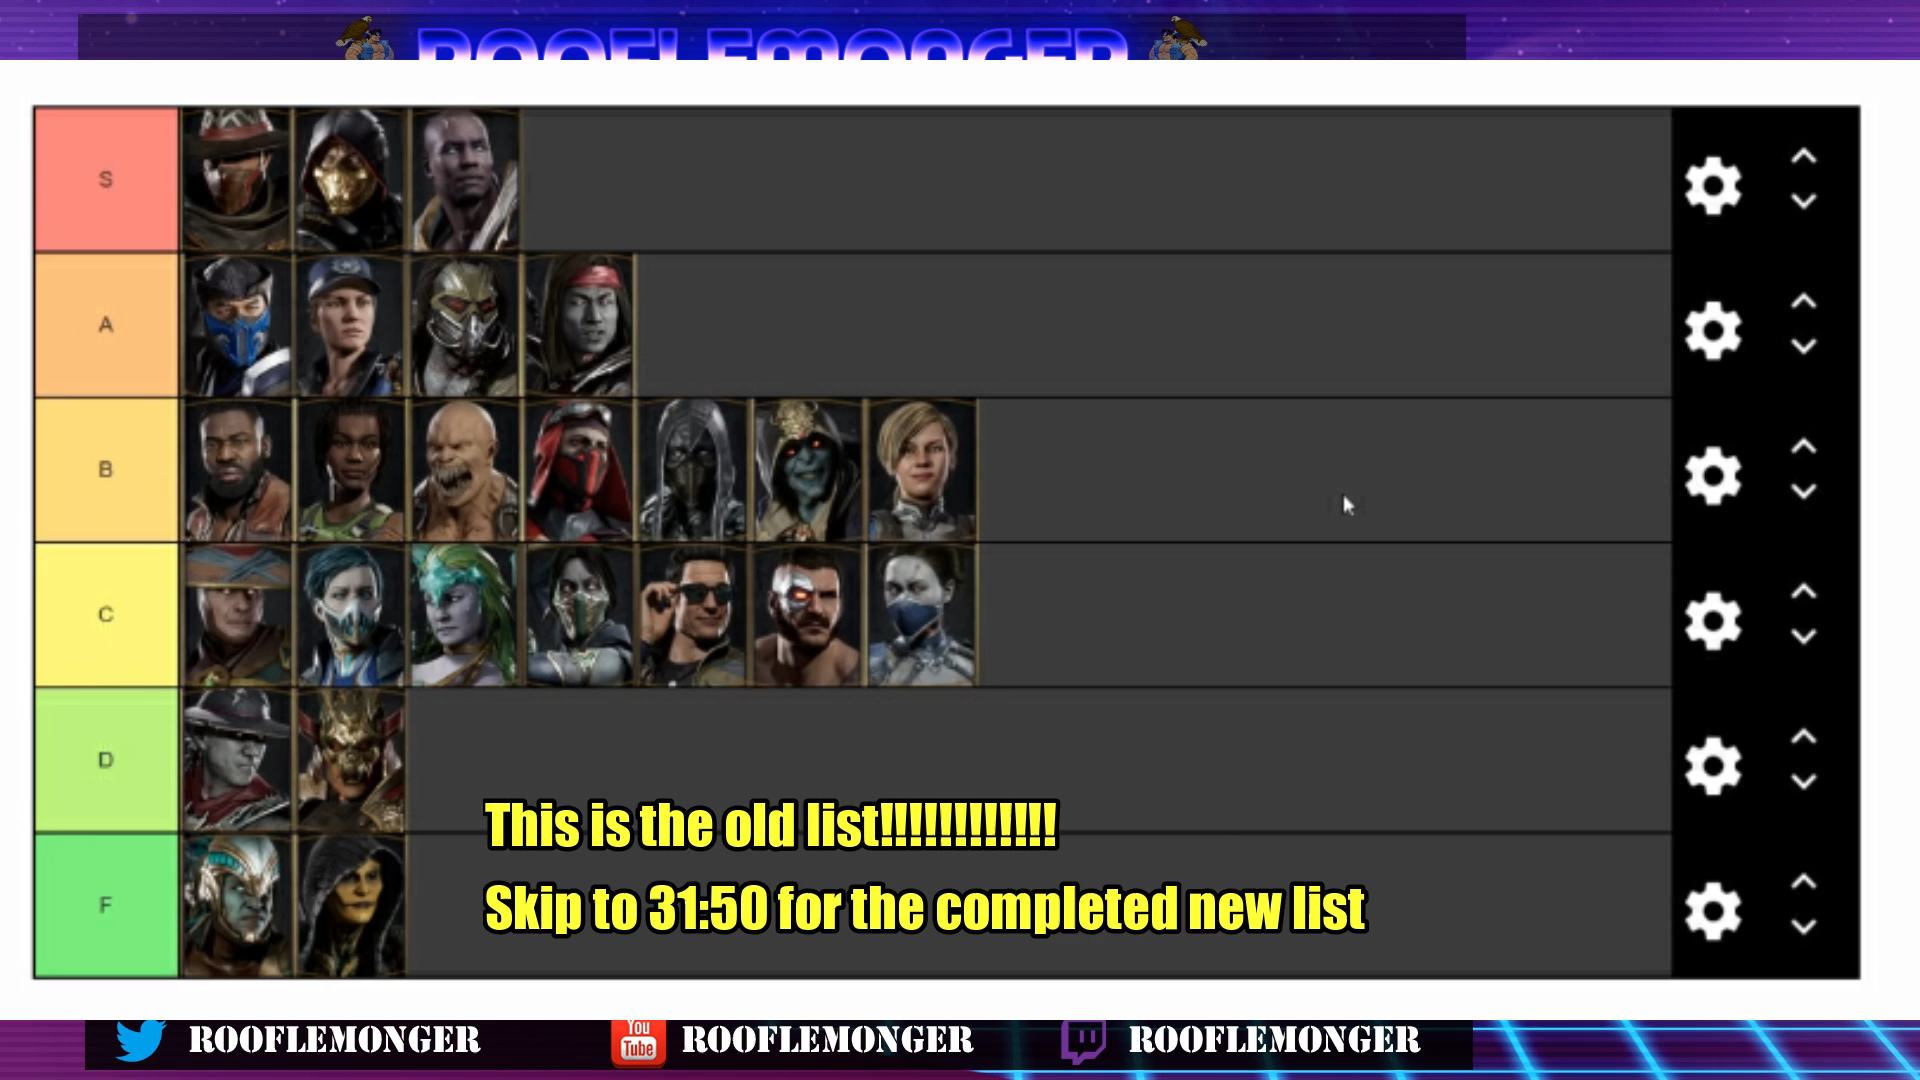 ROOFLEMONGER
S
A
B
C
D
This is the old list!!!!!!!!!!!!
F
Skip to 31:50 for the completed new list
ROOFLEMONGER
You Tube
ROOFLEMONGER
ROOFLEMONGER